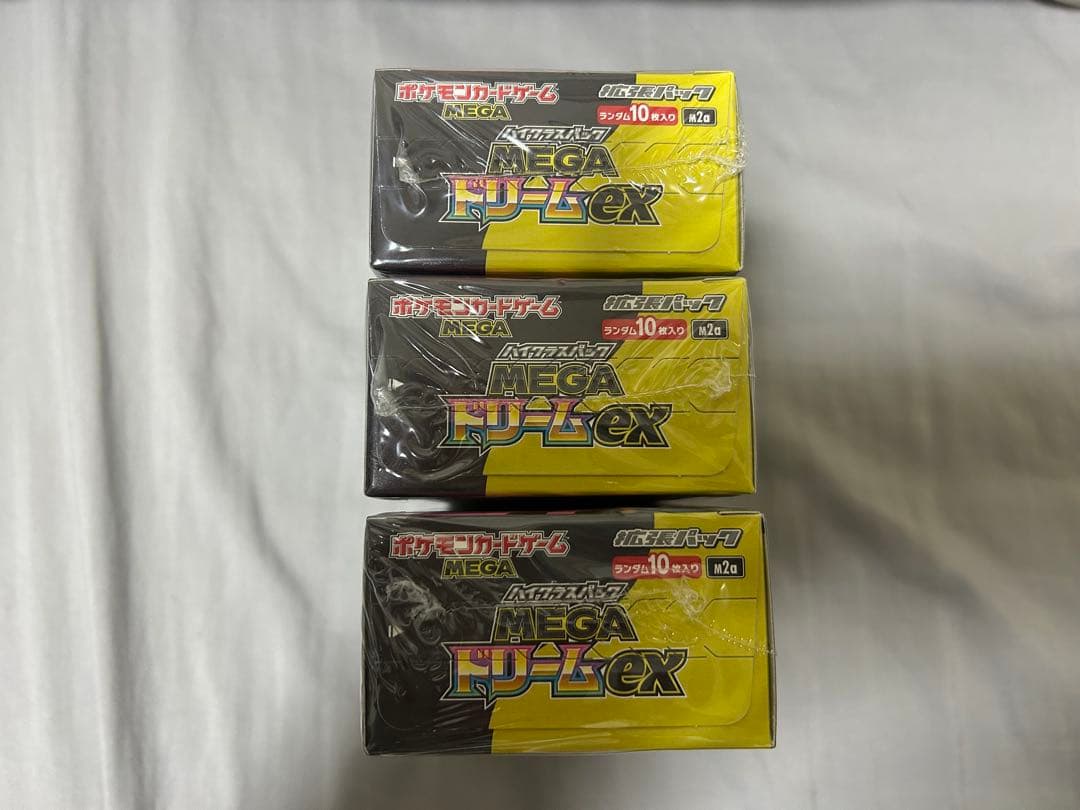 ポケモンカードゲーム
MEGA
拡張パック
ランダム10枚入り M2a
ハイクラスパック
MEGA
ドリームex
ポケモンカードゲーム
MEGA
拡張パック
ランダム10枚入り M2a
ハイクラスパック
MEGA
ドリームex
ポケモンカードゲーム
MEGA
拡張パック
ランダム10枚入り M2a
ハイクラスパック
MEGA
ドリームex